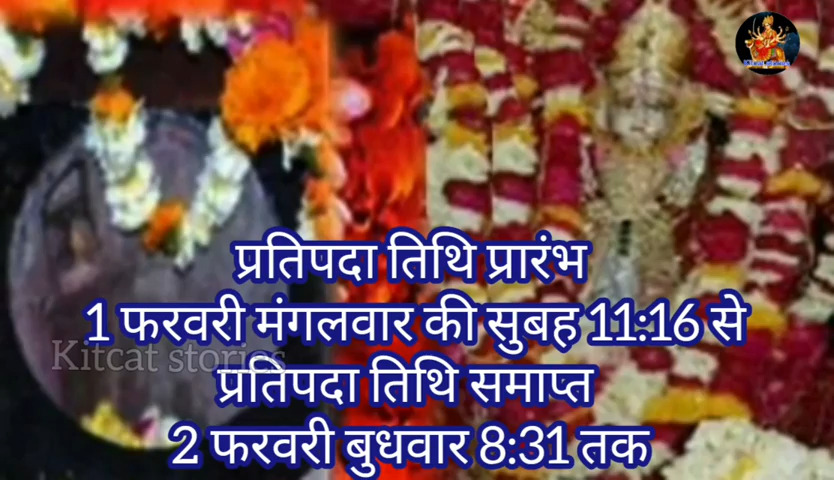 प्रतिपदा तिथि प्रारंभ
1 फरवरी मंगलवार की सुबह 11:16 से
Kitcat stories
प्रतिपदा तिथि समाप्त
2 फरवरी बुधवार 8:31 तक